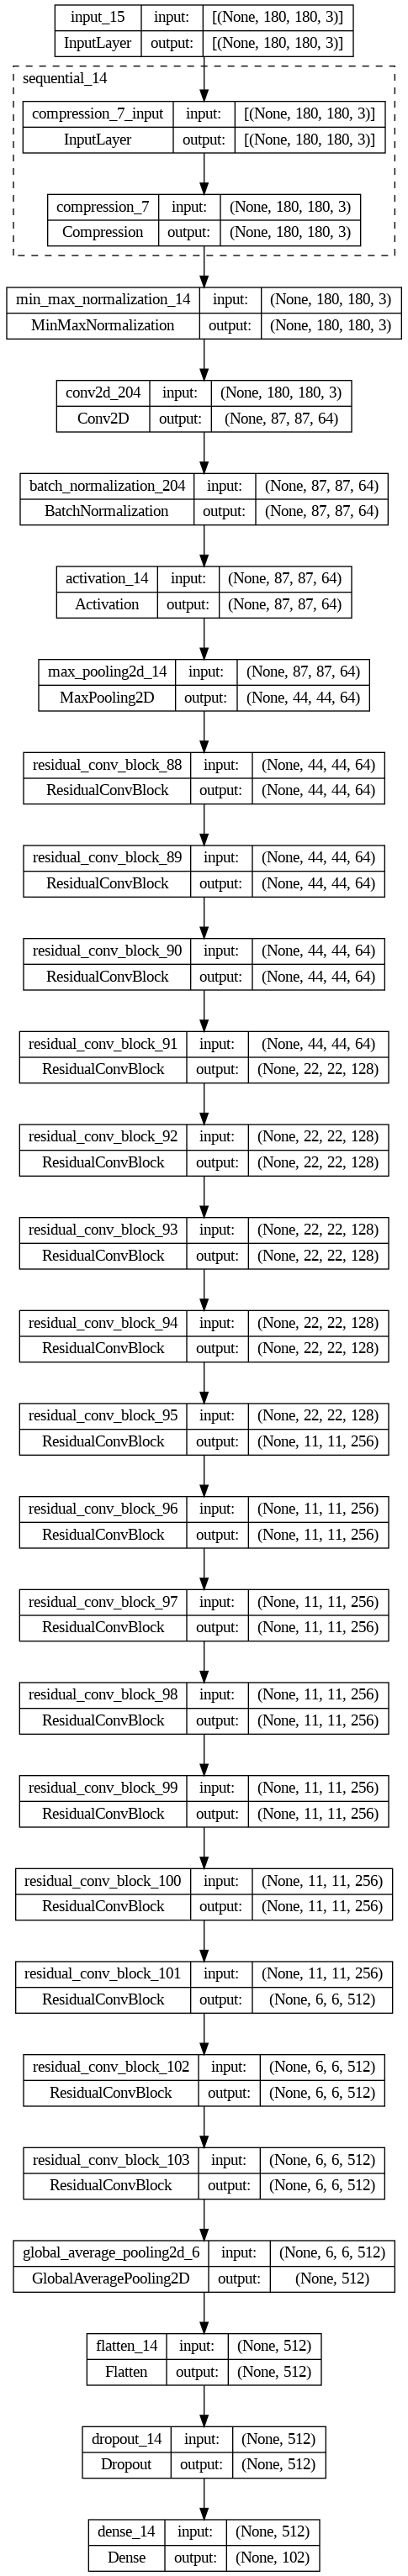 input_15 input: [(None, 180, 180, 3)]
InputLayer output: [(None, 180, 180, 3)]
sequential_14
compression_7_input input: [(None, 180, 180, 3)]
InputLayer output: [(None, 180, 180, 3)]
compression_7 input: (None, 180, 180, 3)
Compression output: (None, 180, 180, 3)
min_max_normalization_14 input: (None, 180, 180, 3)
MinMaxNormalization output: (None, 180, 180, 3)
conv2d_204 input: (None, 180, 180, 3)
Conv2D output: (None, 87, 87, 64)
batch_normalization_204 input: (None, 87, 87, 64)
BatchNormalization output: (None, 87, 87, 64)
activation_14 input: (None, 87, 87, 64)
Activation output: (None, 87, 87, 64)
max_pooling2d_14 input: (None, 87, 87, 64)
MaxPooling2D output: (None, 44, 44, 64)
residual_conv_block_88 input: (None, 44, 44, 64)
ResidualConvBlock output: (None, 44, 44, 64)
residual_conv_block_89 input: (None, 44, 44, 64)
ResidualConvBlock output: (None, 44, 44, 64)
residual_conv_block_90 input: (None, 44, 44, 64)
ResidualConvBlock output: (None, 44, 44, 64)
residual_conv_block_91 input: (None, 44, 44, 64)
ResidualConvBlock output: (None, 22, 22, 128)
residual_conv_block_92 input: (None, 22, 22, 128)
ResidualConvBlock output: (None, 22, 22, 128)
residual_conv_block_93 input: (None, 22, 22, 128)
ResidualConvBlock output: (None, 22, 22, 128)
residual_conv_block_94 input: (None, 22, 22, 128)
ResidualConvBlock output: (None, 22, 22, 128)
residual_conv_block_95 input: (None, 22, 22, 128)
ResidualConvBlock output: (None, 11, 11, 256)
residual_conv_block_96 input: (None, 11, 11, 256)
ResidualConvBlock output: (None, 11, 11, 256)
residual_conv_block_97 input: (None, 11, 11, 256)
ResidualConvBlock output: (None, 11, 11, 256)
residual_conv_block_98 input: (None, 11, 11, 256)
ResidualConvBlock output: (None, 11, 11, 256)
residual_conv_block_99 input: (None, 11, 11, 256)
ResidualConvBlock output: (None, 11, 11, 256)
residual_conv_block_100 input: (None, 11, 11, 256)
ResidualConvBlock output: (None, 11, 11, 256)
residual_conv_block_101 input: (None, 11, 11, 256)
ResidualConvBlock output: (None, 6, 6, 512)
residual_conv_block_102 input: (None, 6, 6, 512)
ResidualConvBlock output: (None, 6, 6, 512)
residual_conv_block_103 input: (None, 6, 6, 512)
ResidualConvBlock output: (None, 6, 6, 512)
global_average_pooling2d_6 input: (None, 6, 6, 512)
GlobalAveragePooling2D output: (None, 512)
flatten_14 input: (None, 512)
Flatten output: (None, 512)
dropout_14 input: (None, 512)
Dropout output: (None, 512)
dense_14 input: (None, 512)
Dense output: (None, 102)